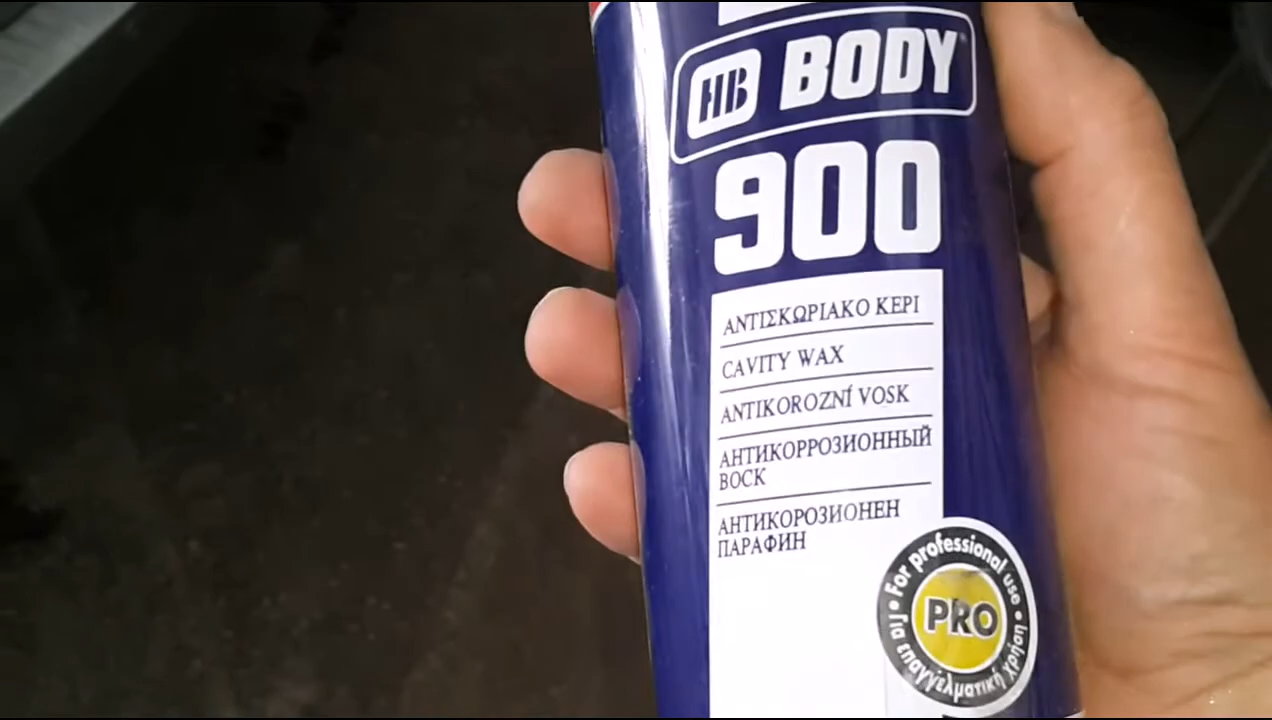 HB BODY
900
ΑΝΤΙΣΚΩΡΙΑΚΟ ΚΕΡΙ
CAVITY WAX
ANTIKOROZNÍ VOSK
АНТИКОРРОЗИОННЫЙ
ВОСК
АНТИКОРОЗИОНЕН
ПАРАФИН
For professional use
PRO
Για επαγγελματική χρήση